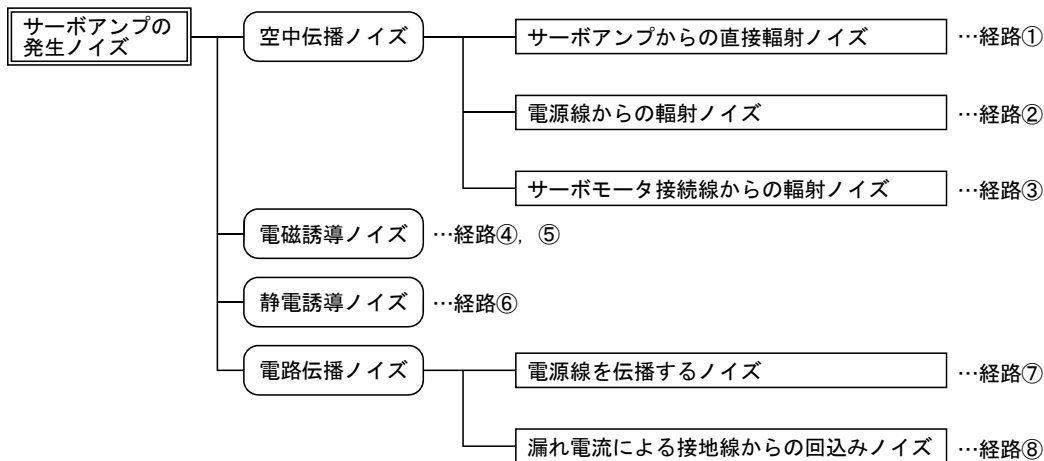 サーボアンプの
発生ノイズ
空中伝播ノイズ
サーボアンプからの直接輻射ノイズ …経路①
電源線からの輻射ノイズ …経路②
サーボモータ接続線からの輻射ノイズ …経路③
電磁誘導ノイズ …経路④，⑤
静電誘導ノイズ …経路⑥
電路伝播ノイズ
電源線を伝播するノイズ …経路⑦
漏れ電流による接地線からの回込みノイズ …経路⑧